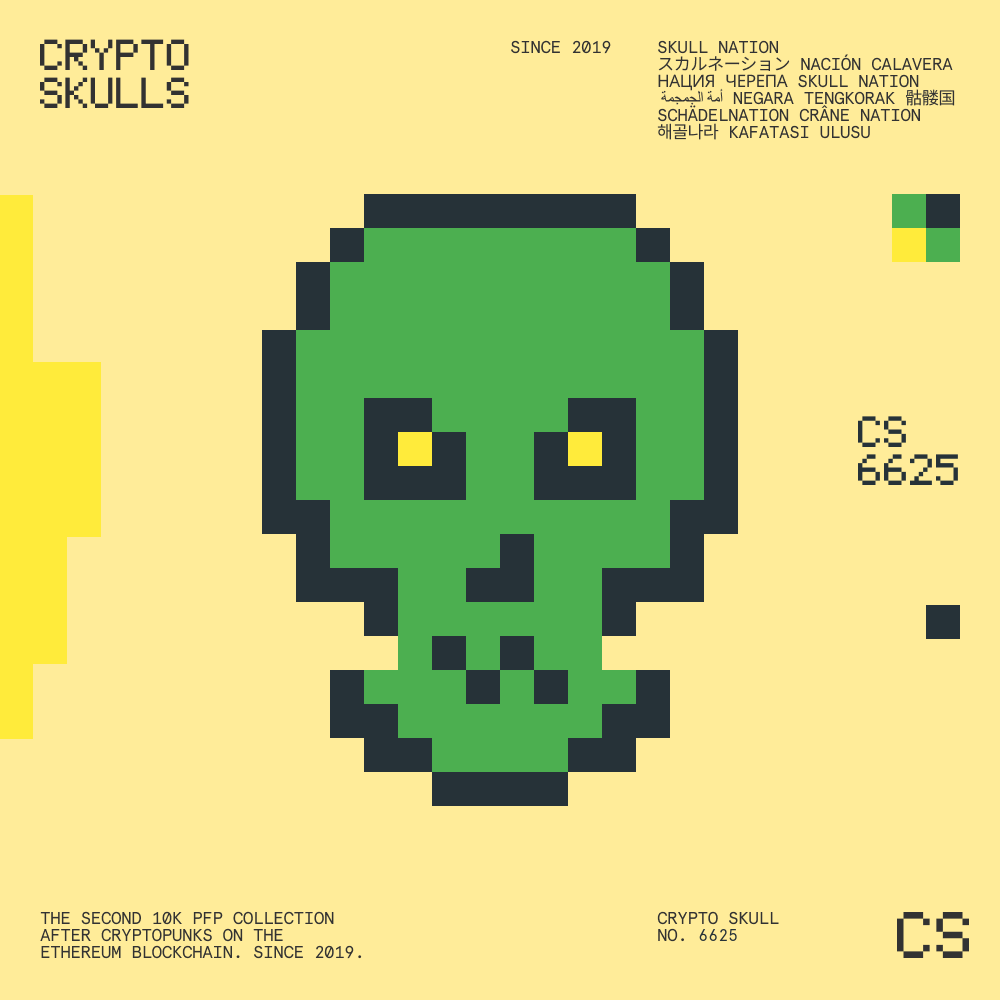 CRYPTO
SKULLS
SINCE 2019
SKULL NATION
スカルネーション NACIÓN CALAVERA
НАЦИЯ ЧЕРЕПА SKULL NATION
أمة الجمجمة NEGARA TENGKORAK 骷髅国
SCHÄDELNATION CRÂNE NATION
해골나라 KAFATASI ULUSU
CS
6625
THE SECOND 10K PFP COLLECTION
AFTER CRYPTOPUNKS ON THE
ETHEREUM BLOCKCHAIN. SINCE 2019.
CRYPTO SKULL
NO. 6625
CS